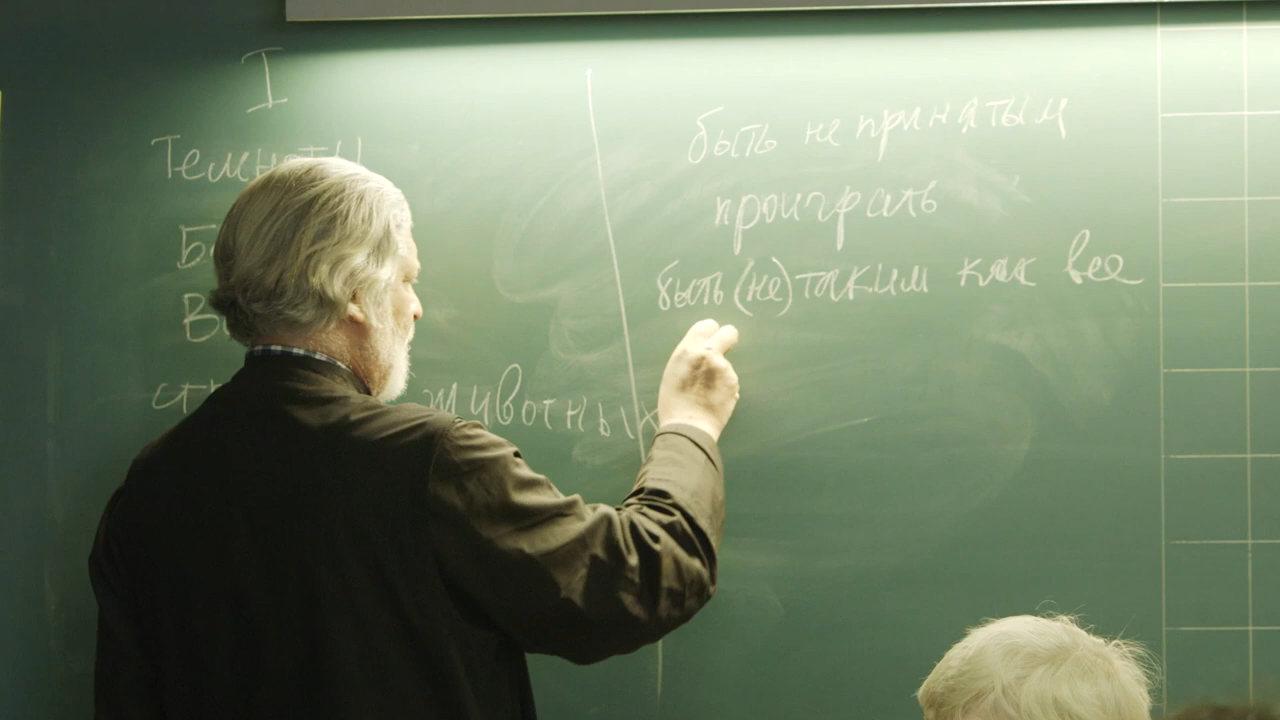 I
Темноты
животных
быть не принятым
проиграть
быть (не) таким как все